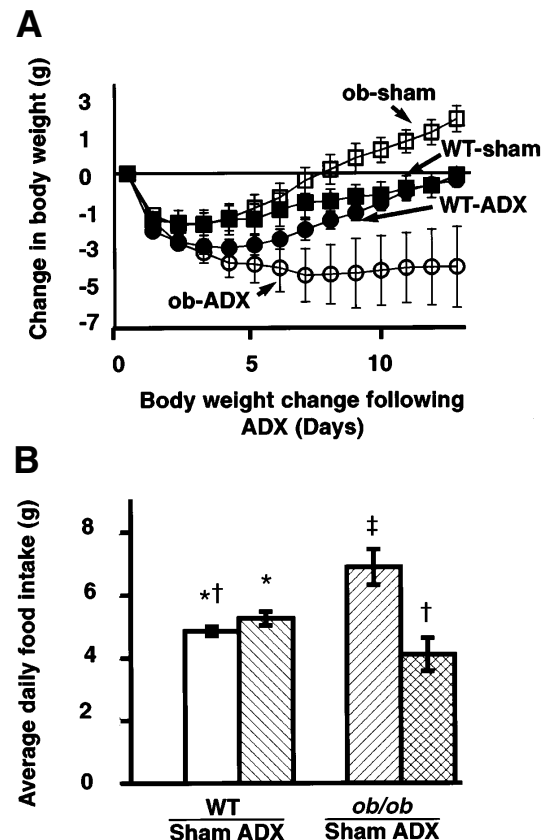 A
Change in body weight (g)
3
1
0
-1
-3
-5
-7
ob-sham
WT-sham
WT-ADX
ob-ADX
0 5 10
Body weight change following
ADX (Days)
B
Average daily food intake (g)
8
6
4
2
0
*† * ‡ †
WT ob/ob
Sham ADX Sham ADX